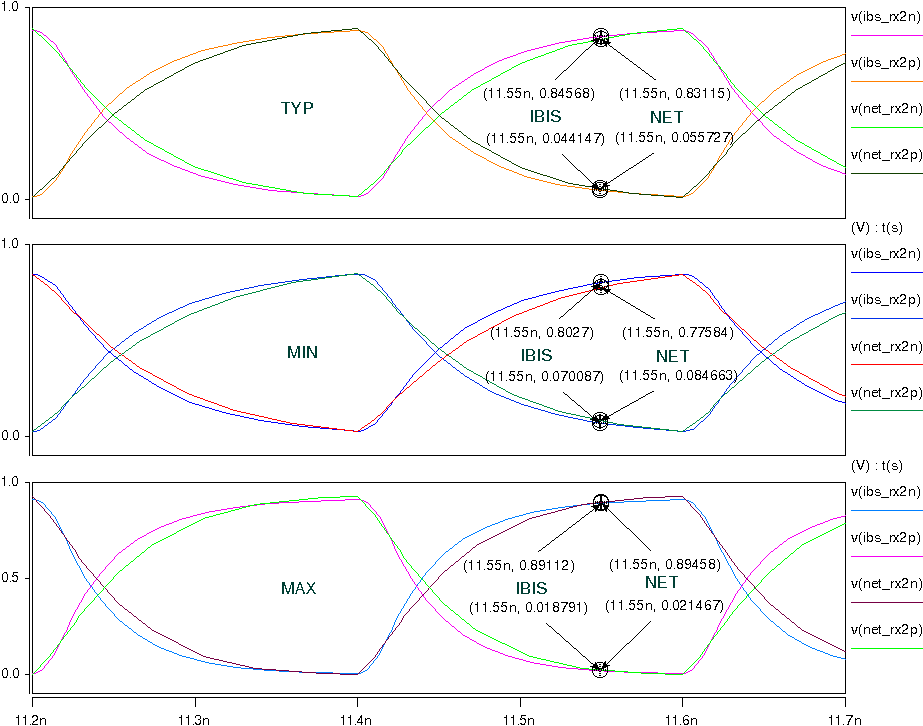 1.0
v(ibs_rx2n)
v(ibs_rx2p)
(11.55n, 0.84568) (11.55n, 0.83115)
TYP
IBIS NET
v(net_rx2n)
(11.55n, 0.044147) (11.55n, 0.055727)
v(net_rx2p)
0.0
(V) : t(s)
1.0
v(ibs_rx2n)
v(ibs_rx2p)
(11.55n, 0.8027) (11.55n, 0.77584)
MIN
IBIS NET
v(net_rx2n)
(11.55n, 0.070087) (11.55n, 0.084663)
v(net_rx2p)
0.0
(V) : t(s)
1.0
v(ibs_rx2n)
v(ibs_rx2p)
(11.55n, 0.89112) (11.55n, 0.89458)
0.5
MAX
IBIS NET
v(net_rx2n)
(11.55n, 0.018791) (11.55n, 0.021467)
v(net_rx2p)
0.0
11.2n 11.3n 11.4n 11.5n 11.6n 11.7n